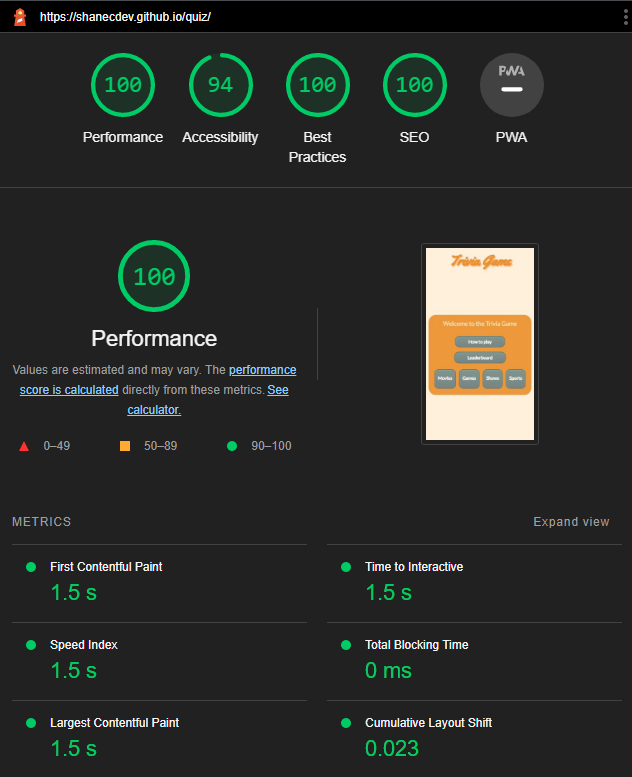 https://shanecdev.github.io/quiz/
100 94 100 100 PWA
Performance Accessibility Best Practices SEO PWA
100
Performance
Values are estimated and may vary. The performance
score is calculated directly from these metrics. See
calculator.
0–49 50–89 90–100
Trivia Game
Welcome to the Trivia Game
How to play
Leaderboard
Movies Games Shows Sports
METRICS
Expand view
First Contentful Paint
1.5 s
Time to Interactive
1.5 s
Speed Index
1.5 s
Total Blocking Time
0 ms
Largest Contentful Paint
1.5 s
Cumulative Layout Shift
0.023